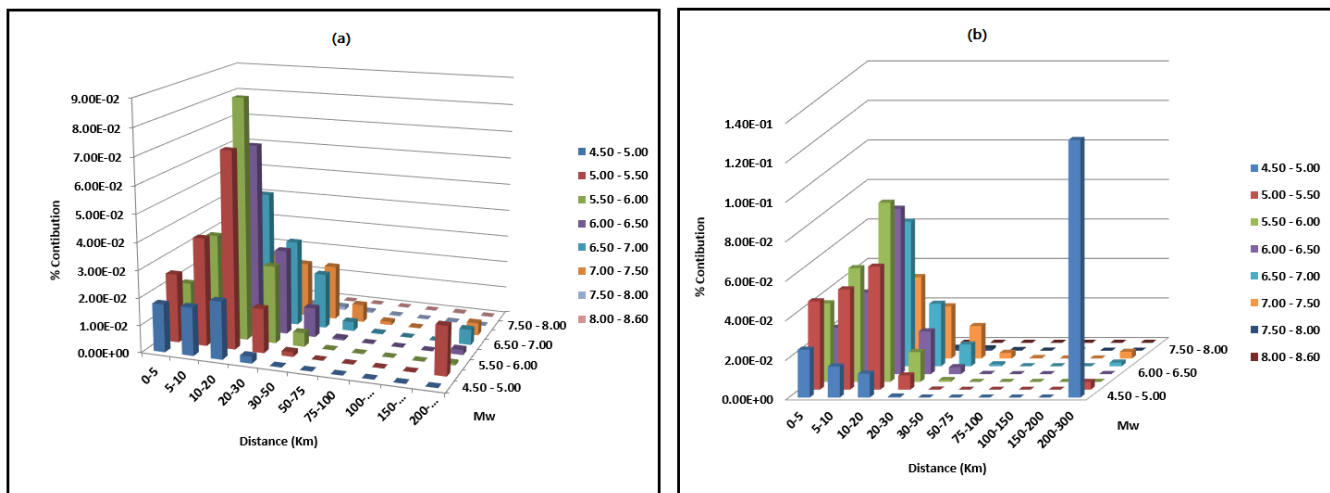 (a)
9.00E-02
8.00E-02
7.00E-02
6.00E-02
5.00E-02
4.00E-02
3.00E-02
2.00E-02
1.00E-02
0.00E+00
% Contibution
0-5
5-10
10-20
20-30
30-50
50-75
75-100
100-...
150-...
200-...
Distance (Km)
4.50 - 5.00
5.50 - 6.00
6.50 - 7.00
7.50 - 8.00
Mw
4.50 - 5.00
5.00 - 5.50
5.50 - 6.00
6.00 - 6.50
6.50 - 7.00
7.00 - 7.50
7.50 - 8.00
8.00 - 8.60
(b)
1.40E-01
1.20E-01
1.00E-01
8.00E-02
6.00E-02
4.00E-02
2.00E-02
0.00E+00
% Contibution
0-5
5-10
10-20
20-30
30-50
50-75
75-100
100-150
150-200
200-300
Distance (Km)
4.50 - 5.00
6.00 - 6.50
7.50 - 8.00
Mw
4.50 - 5.00
5.00 - 5.50
5.50 - 6.00
6.00 - 6.50
6.50 - 7.00
7.00 - 7.50
7.50 - 8.00
8.00 - 8.60